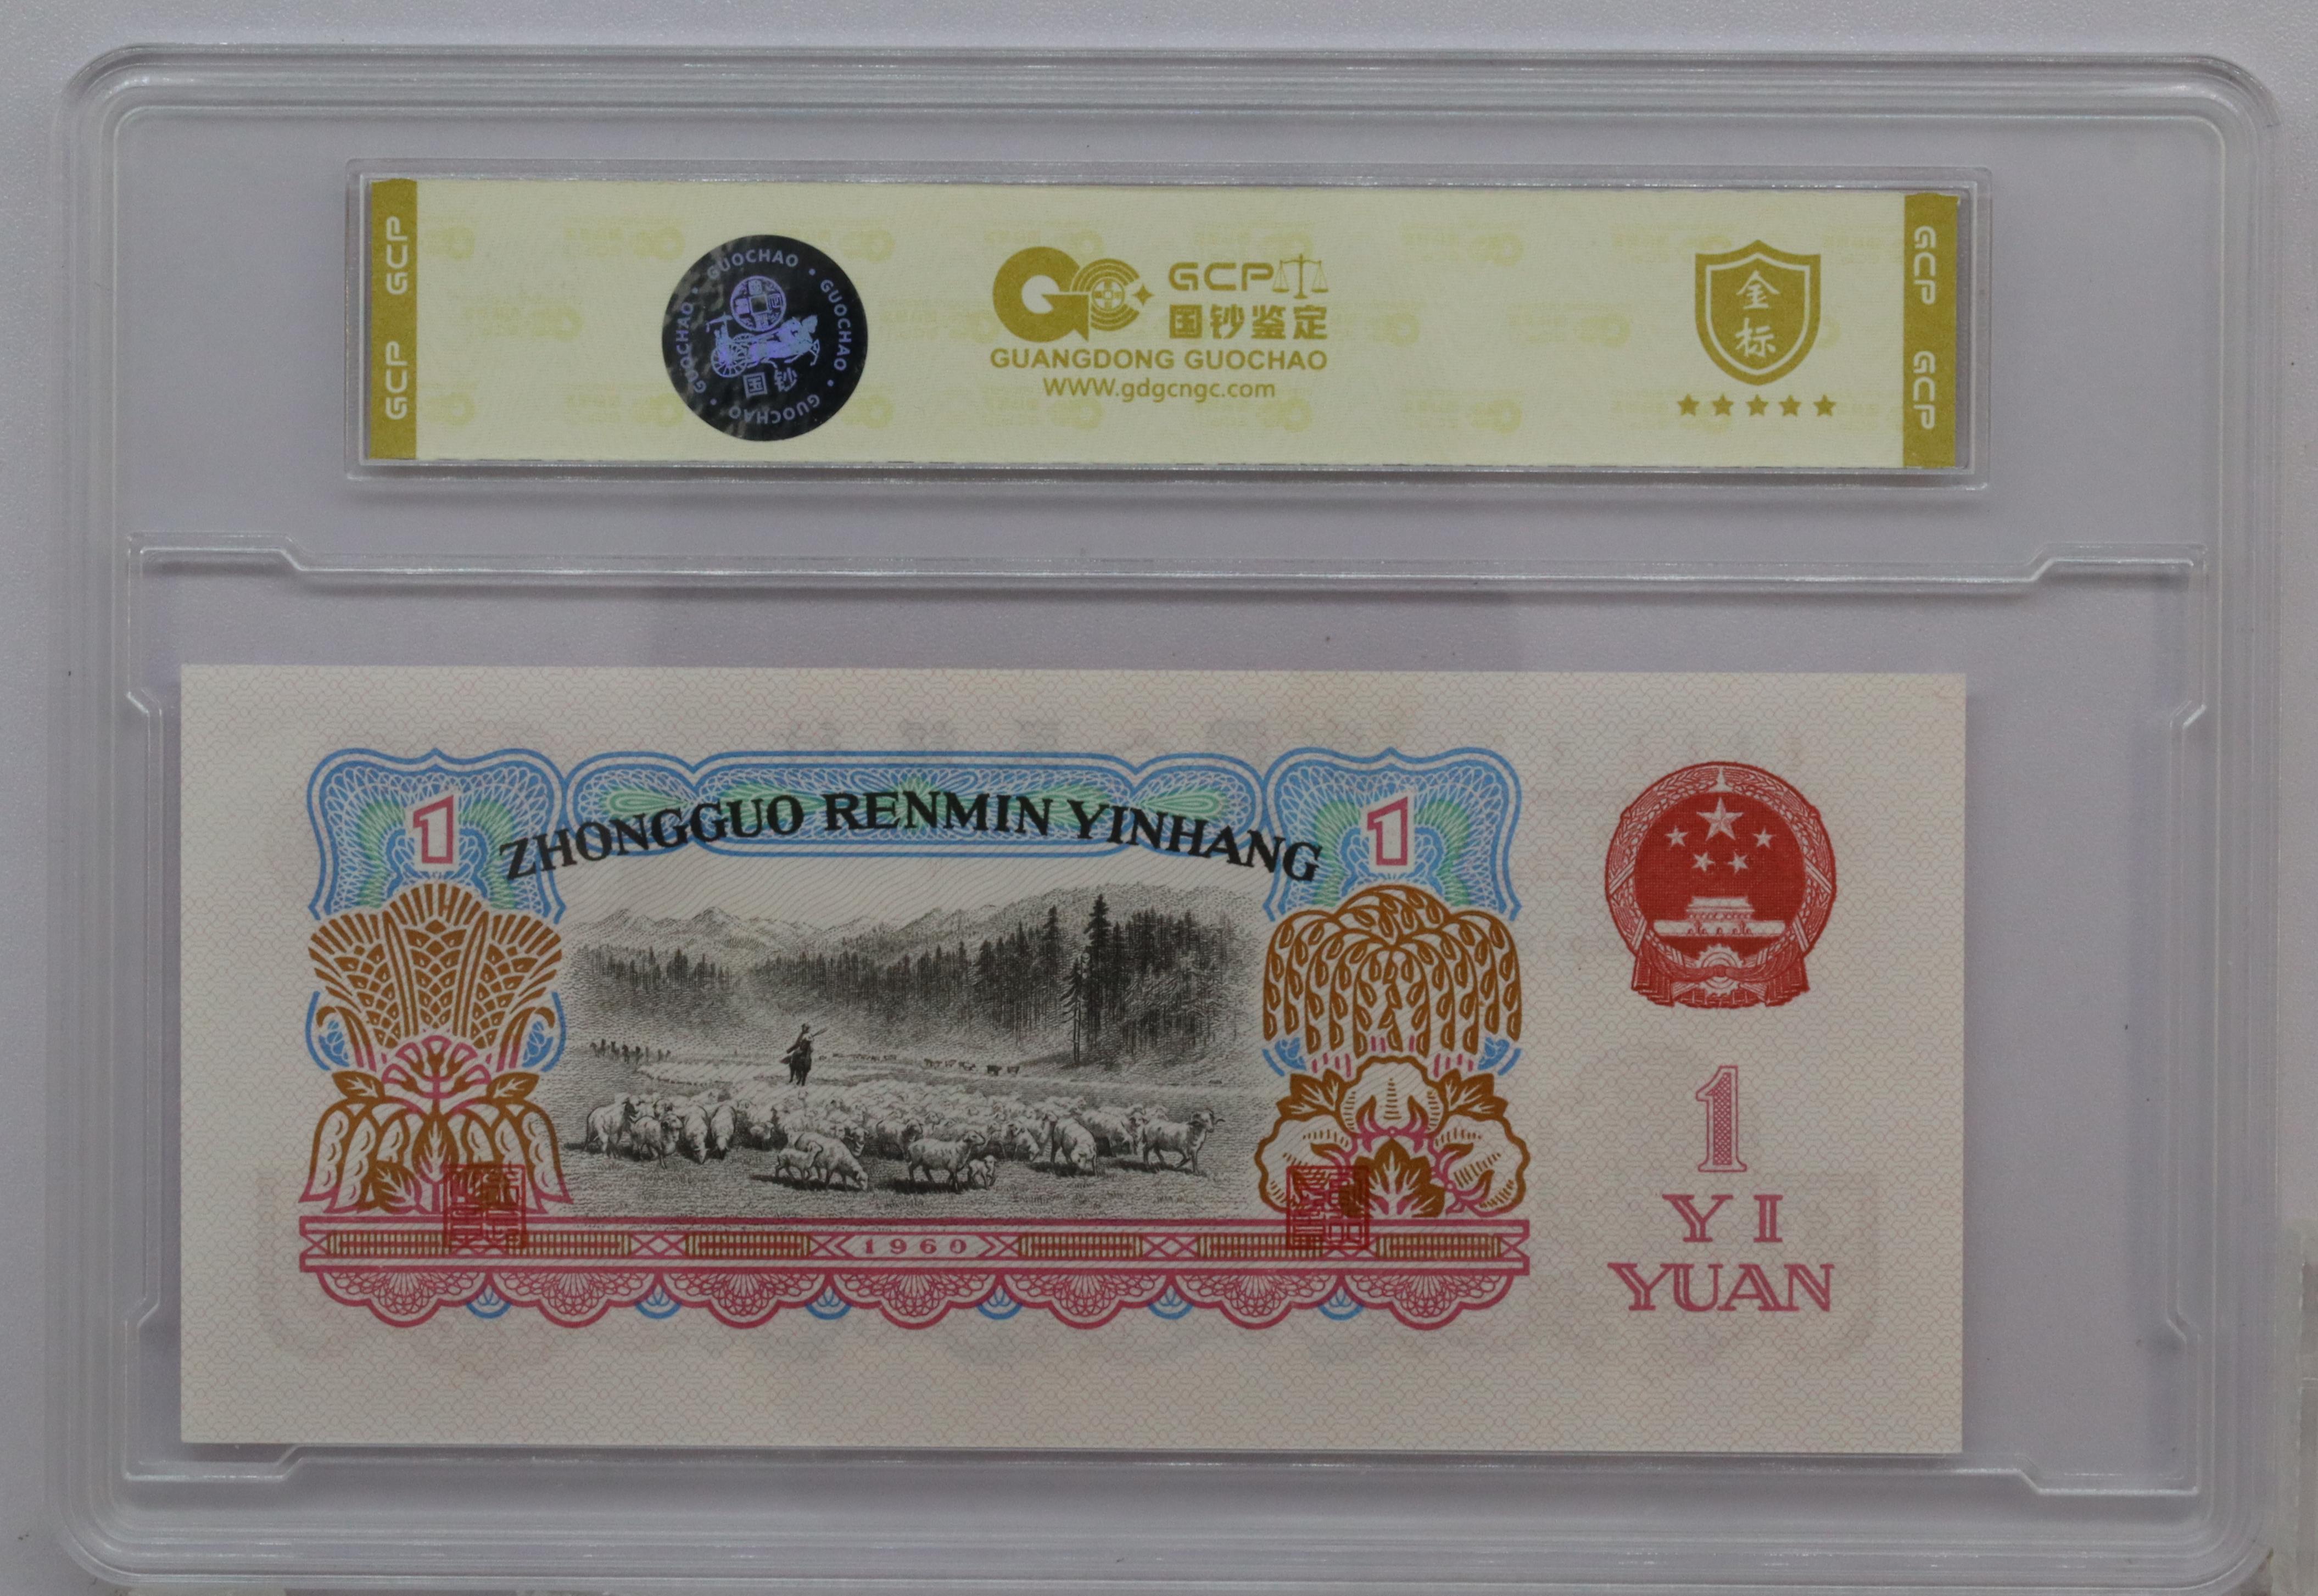 GCP GCP
GUOCHAO • GUOCHAO • GUOCHAO • GUOCHAO • GUOCHAO
国钞
GCP
国钞鉴定
GUANGDONG GUOCHAO
WWW.gdgcngc.com
金
标
GCP GCP
1
ZHONGGUO RENMIN YINHANG
1
1960
1
YI
YUAN